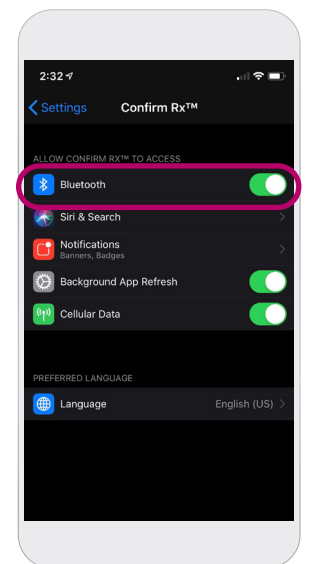 2:32
Settings Confirm Rx™
ALLOW CONFIRM RX™ TO ACCESS
Bluetooth
Siri & Search
Notifications
Banners, Badges
Background App Refresh
Cellular Data
PREFERRED LANGUAGE
Language English (US)